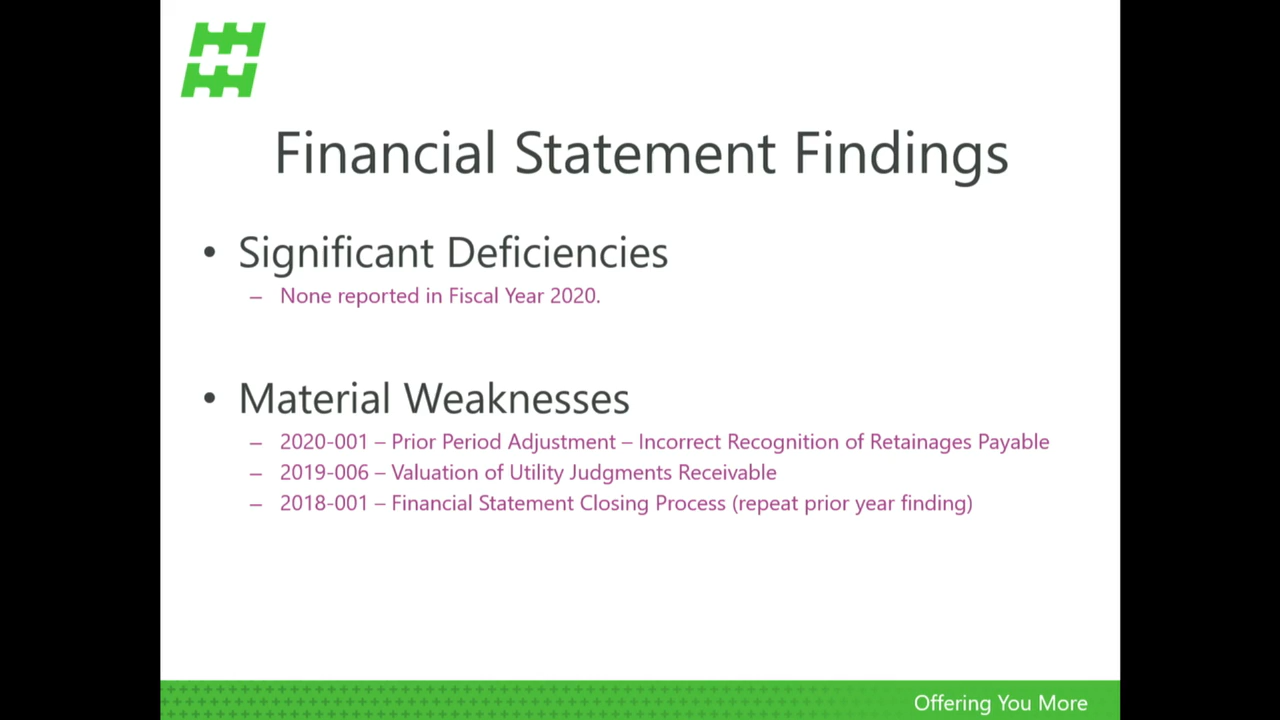 Financial Statement Findings
• Significant Deficiencies
– None reported in Fiscal Year 2020.
• Material Weaknesses
– 2020-001 – Prior Period Adjustment – Incorrect Recognition of Retainages Payable
– 2019-006 – Valuation of Utility Judgments Receivable
– 2018-001 – Financial Statement Closing Process (repeat prior year finding)
Offering You More